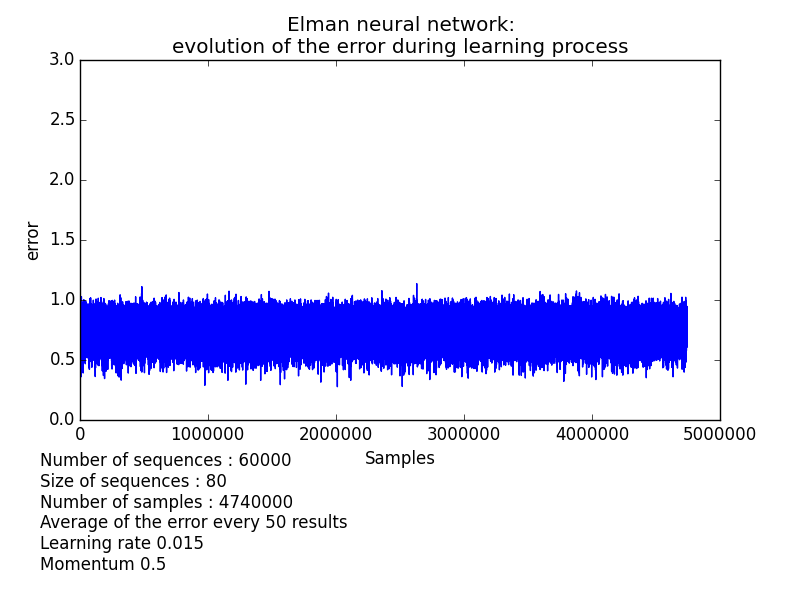 Elman neural network:
evolution of the error during learning process
3.0
2.5
2.0
1.5
1.0
0.5
0.0
error
0 1000000 2000000 3000000 4000000 5000000
Samples
Number of sequences : 60000
Size of sequences : 80
Number of samples : 4740000
Average of the error every 50 results
Learning rate 0.015
Momentum 0.5